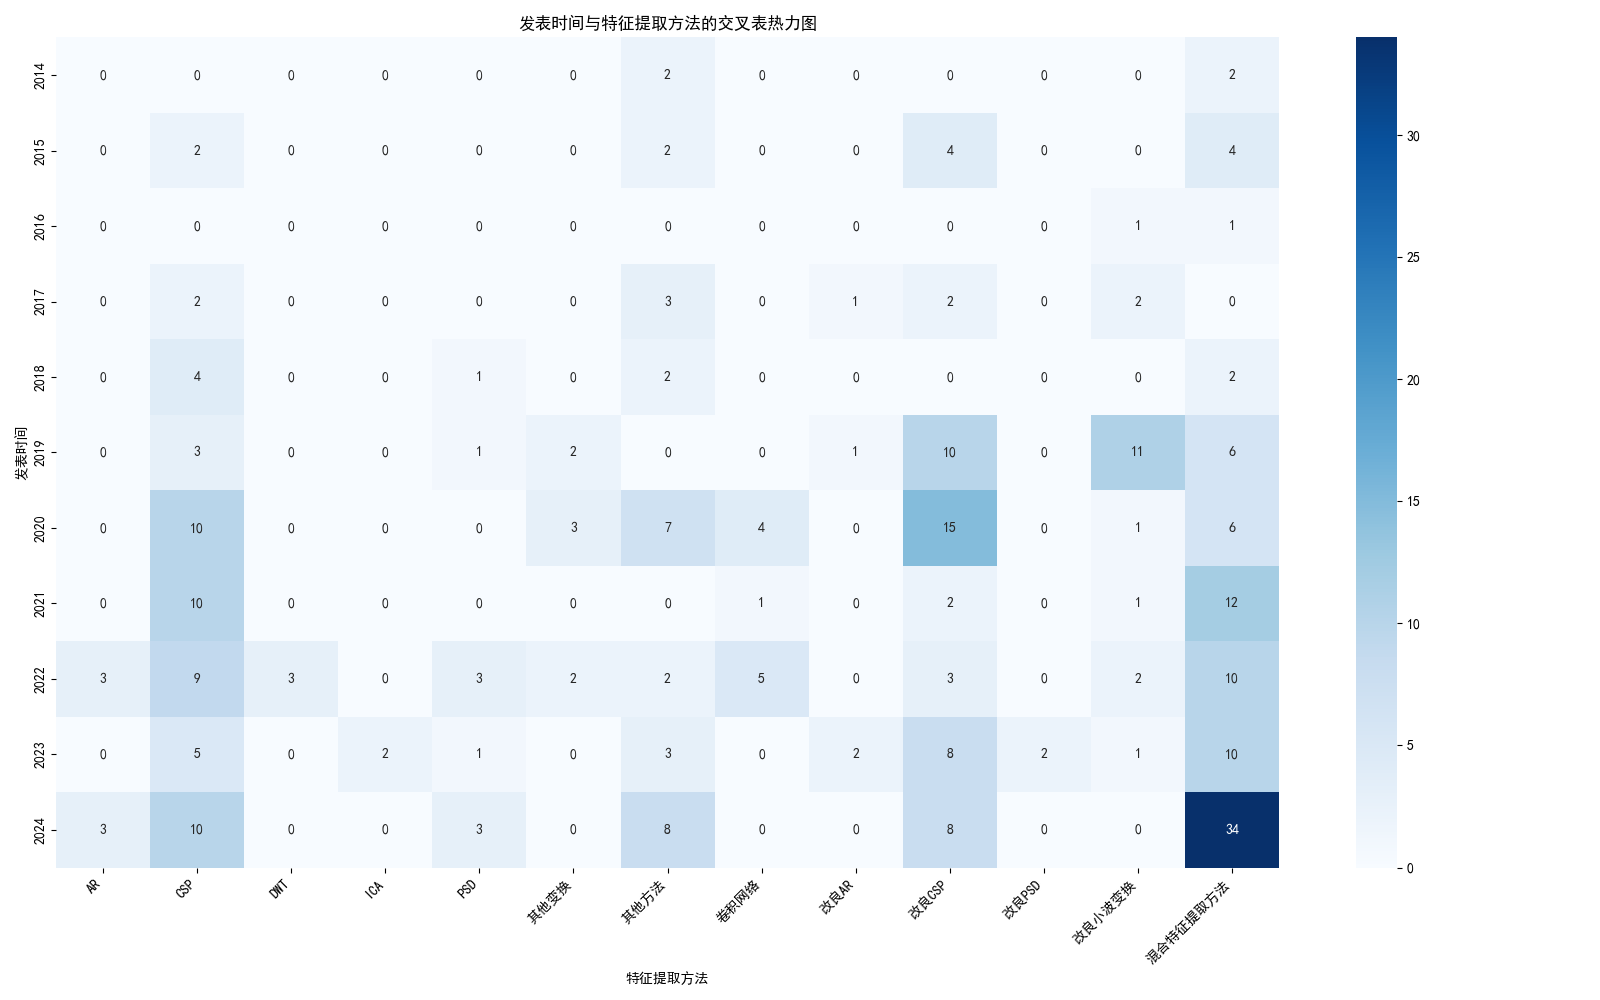 发表时间与特征提取方法的交叉表热力图
发表时间
2014 0 0 0 0 0 0 2 0 0 0 0 0 2
2015 0 2 0 0 0 0 2 0 0 4 0 0 4
2016 0 0 0 0 0 0 0 0 0 0 0 1 1
2017 0 2 0 0 0 0 3 0 1 2 0 2 0
2018 0 4 0 0 1 0 2 0 0 0 0 0 2
2019 0 3 0 0 1 2 0 0 1 10 0 11 6
2020 0 10 0 0 0 3 7 4 0 15 0 1 6
2021 0 10 0 0 0 0 0 1 0 2 0 1 12
2022 3 9 3 0 3 2 2 5 0 3 0 2 10
2023 0 5 0 2 1 0 3 0 2 8 2 1 10
2024 3 10 0 0 3 0 8 0 0 8 0 0 34
AR CSP DWT ICA PSD 其他变换 其他方法 卷积网络 改良AR 改良CSP 改良PSD 改良小波变换 混合特征提取方法
特征提取方法
30
25
20
15
10
5
0